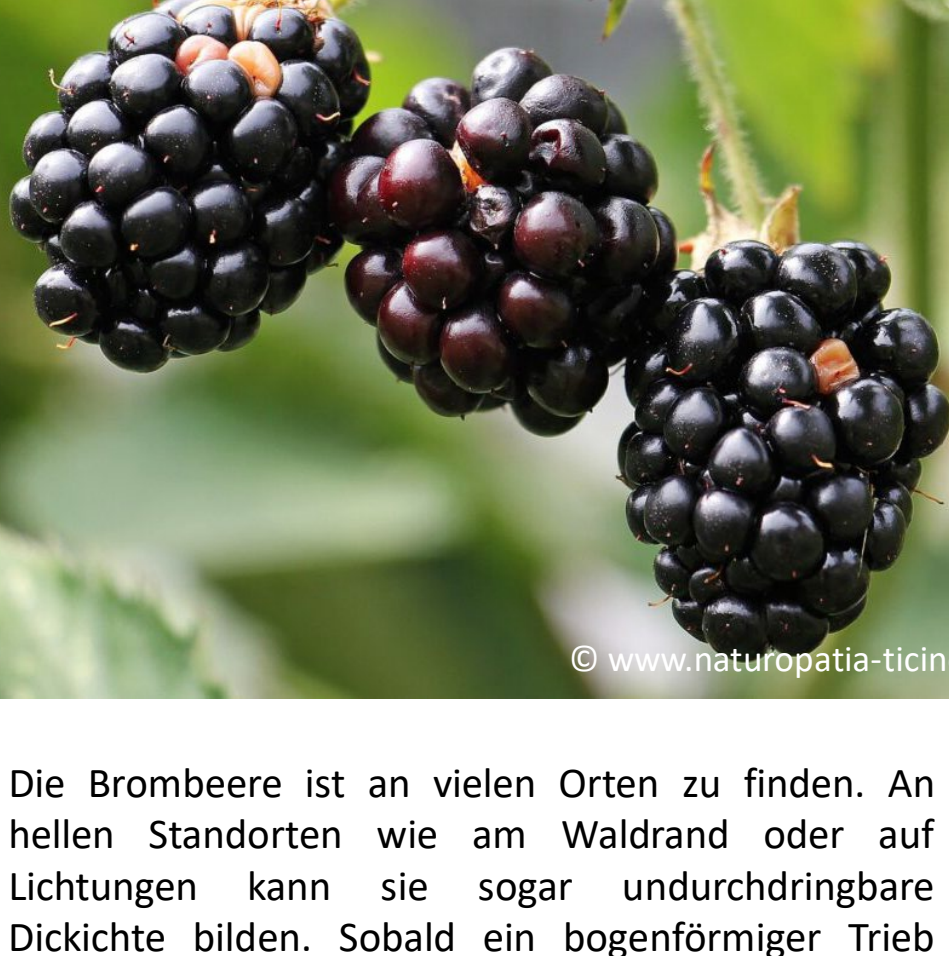 © www.naturopatia-ticin
Die Brombeere ist an vielen Orten zu finden. An
hellen Standorten wie am Waldrand oder auf
Lichtungen kann sie sogar undurchdringbare
Dickichte bilden. Sobald ein bogenförmiger Trieb